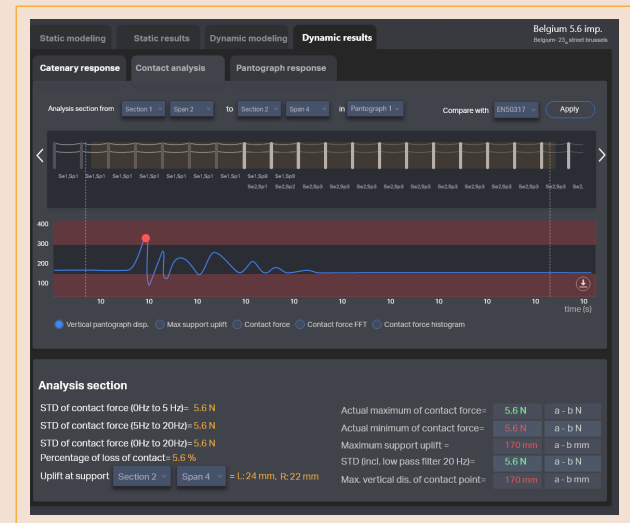 Static modeling Static results Dynamic modeling Dynamic results
Belgium 5.6 imp.
Belgium- 23, street brussels
Catenary response Contact analysis Pantograph response
Analysis section from Section 1 Span 2 to Section 2 Span 4 in Pantograph 1 Compare with EN50317 Apply
Se1,Sp1 Se1,Sp1 Se1,Sp1 Se1,Sp1 Se1,Sp1 Se1,Sp1 Se1,Sp1 Se1,Sp8 Se1,Sp9
Se2,Sp1 Se2,Sp2 Se2,Sp3 Se2,Sp3 Se2,Sp3 Se2,Sp3 Se2,Sp3 Se2,Sp3 Se2,Sp3 Se2,Sp3 Se2,Sp3 Se2,Sp3 Se2,
400
300
200
100
10 10 10 10 10 10 10 10 10 10 10
time (s)
Vertical pantograph disp. Max support uplift Contact force Contact force FFT Contact force histogram
Analysis section
STD of contact force (0Hz to 5 Hz)= 5.6 N
STD of contact force (5Hz to 20Hz)= 5.6 N
STD of contact force (0Hz to 20Hz)= 5.6 N
Percentage of loss of contact= 5.6 %
Uplift at support Section 2 Span 4 = L: 24 mm, R: 22 mm
Actual maximum of contact force= 5.6 N a - b N
Actual minimum of contact force= 5.6 N a - b N
Maximum support uplift = 170 mm a - b mm
STD (incl. low pass filter 20 Hz)= 5.6 N a - b N
Max. vertical dis. of contact point= 170 mm a - b mm